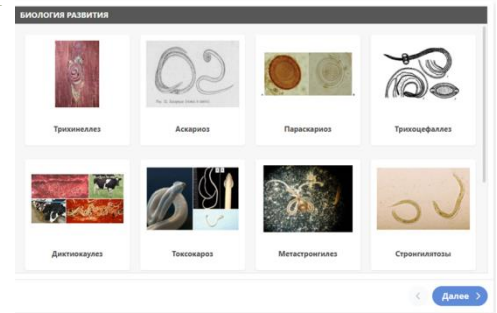 БИОЛОГИЯ РАЗВИТИЯ
Трихинеллез
Аскариоз
Параскариоз
Трихоцефаллез
Диктиокаулез
Токсокароз
Метастронгилез
Стронгилятозы
Далее